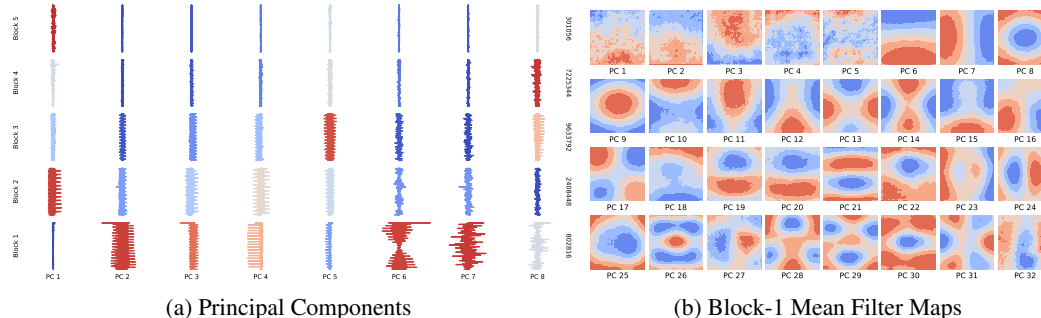 Block 5
301056
Block 4
7225344
Block 3
9633792
Block 2
2408448
Block 1
802816
PC 1 PC 2 PC 3 PC 4 PC 5 PC 6 PC 7 PC 8
(a) Principal Components
PC 1 PC 2 PC 3 PC 4 PC 5 PC 6 PC 7 PC 8
PC 9 PC 10 PC 11 PC 12 PC 13 PC 14 PC 15 PC 16
PC 17 PC 18 PC 19 PC 20 PC 21 PC 22 PC 23 PC 24
PC 25 PC 26 PC 27 PC 28 PC 29 PC 30 PC 31 PC 32
(b) Block-1 Mean Filter Maps